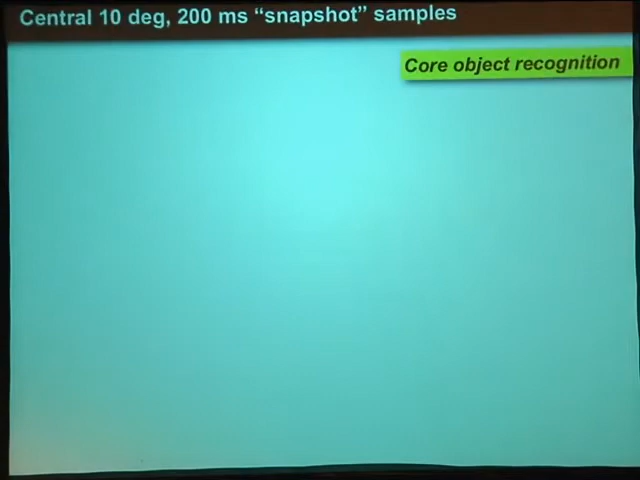 Central 10 deg, 200 ms “snapshot” samples
Core object recognition